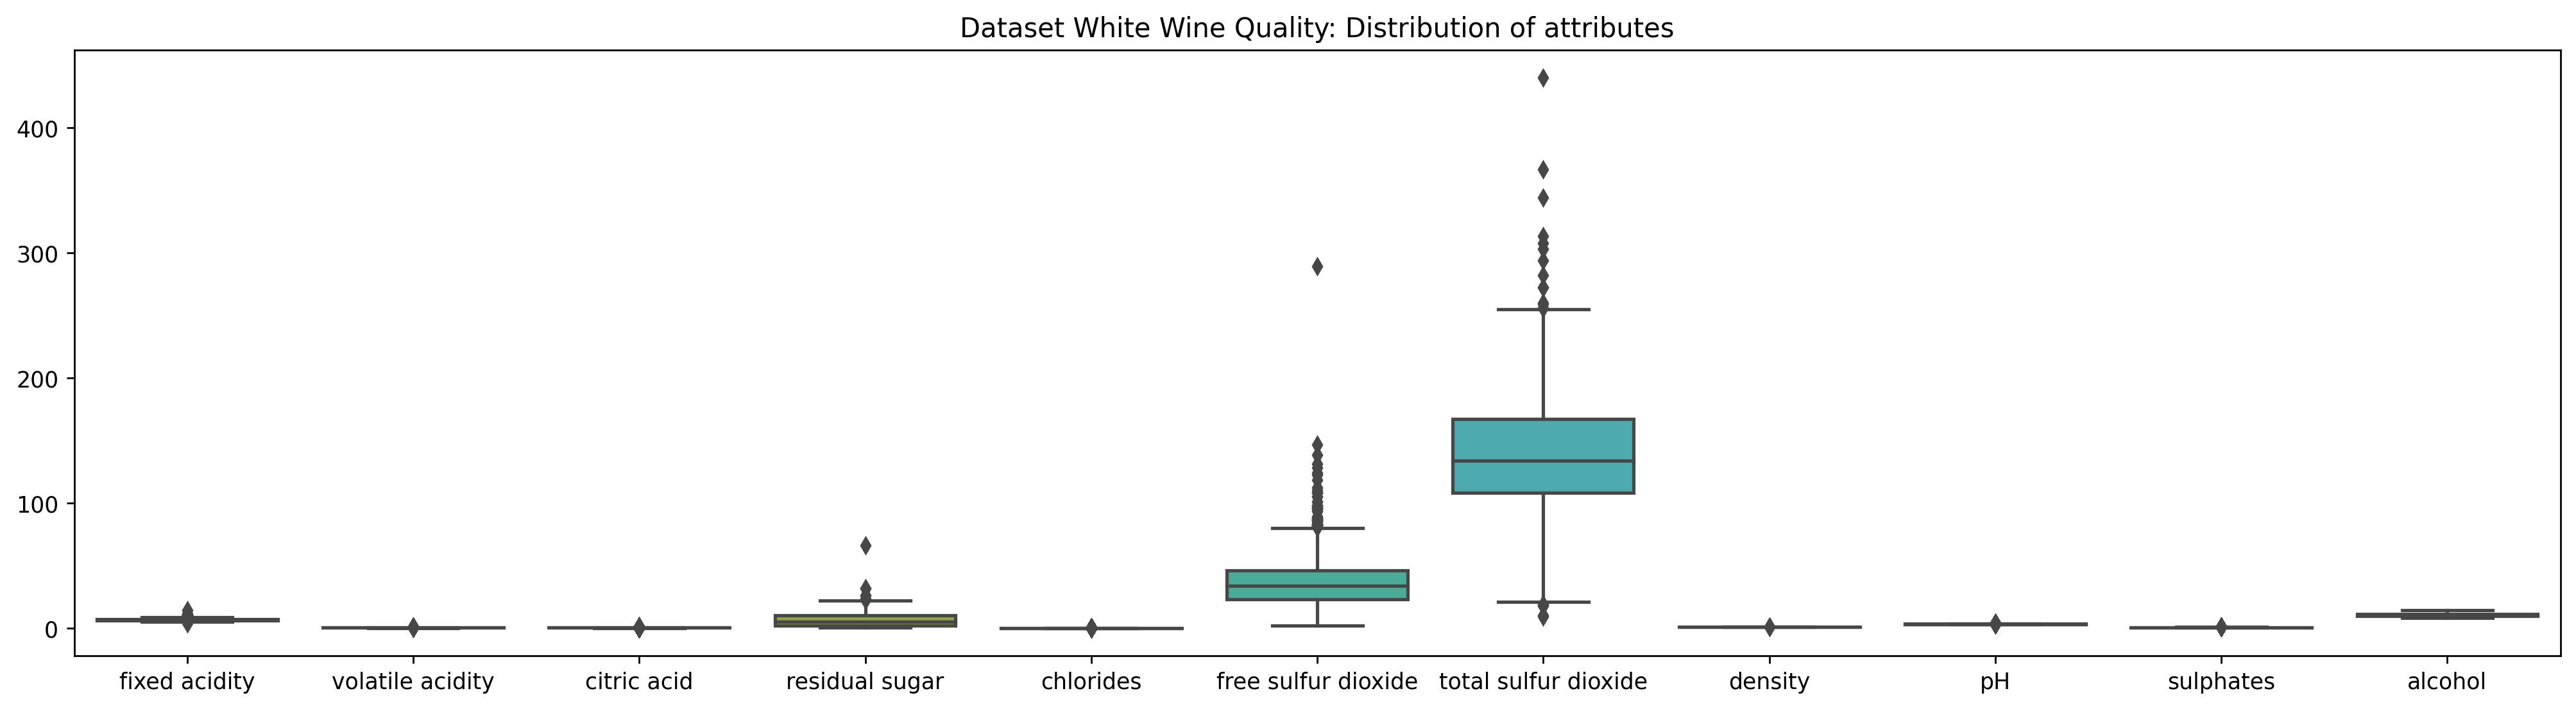 Dataset White Wine Quality: Distribution of attributes
400
300
200
100
0
fixed acidity
volatile acidity
citric acid
residual sugar
chlorides
free sulfur dioxide
total sulfur dioxide
density
pH
sulphates
alcohol